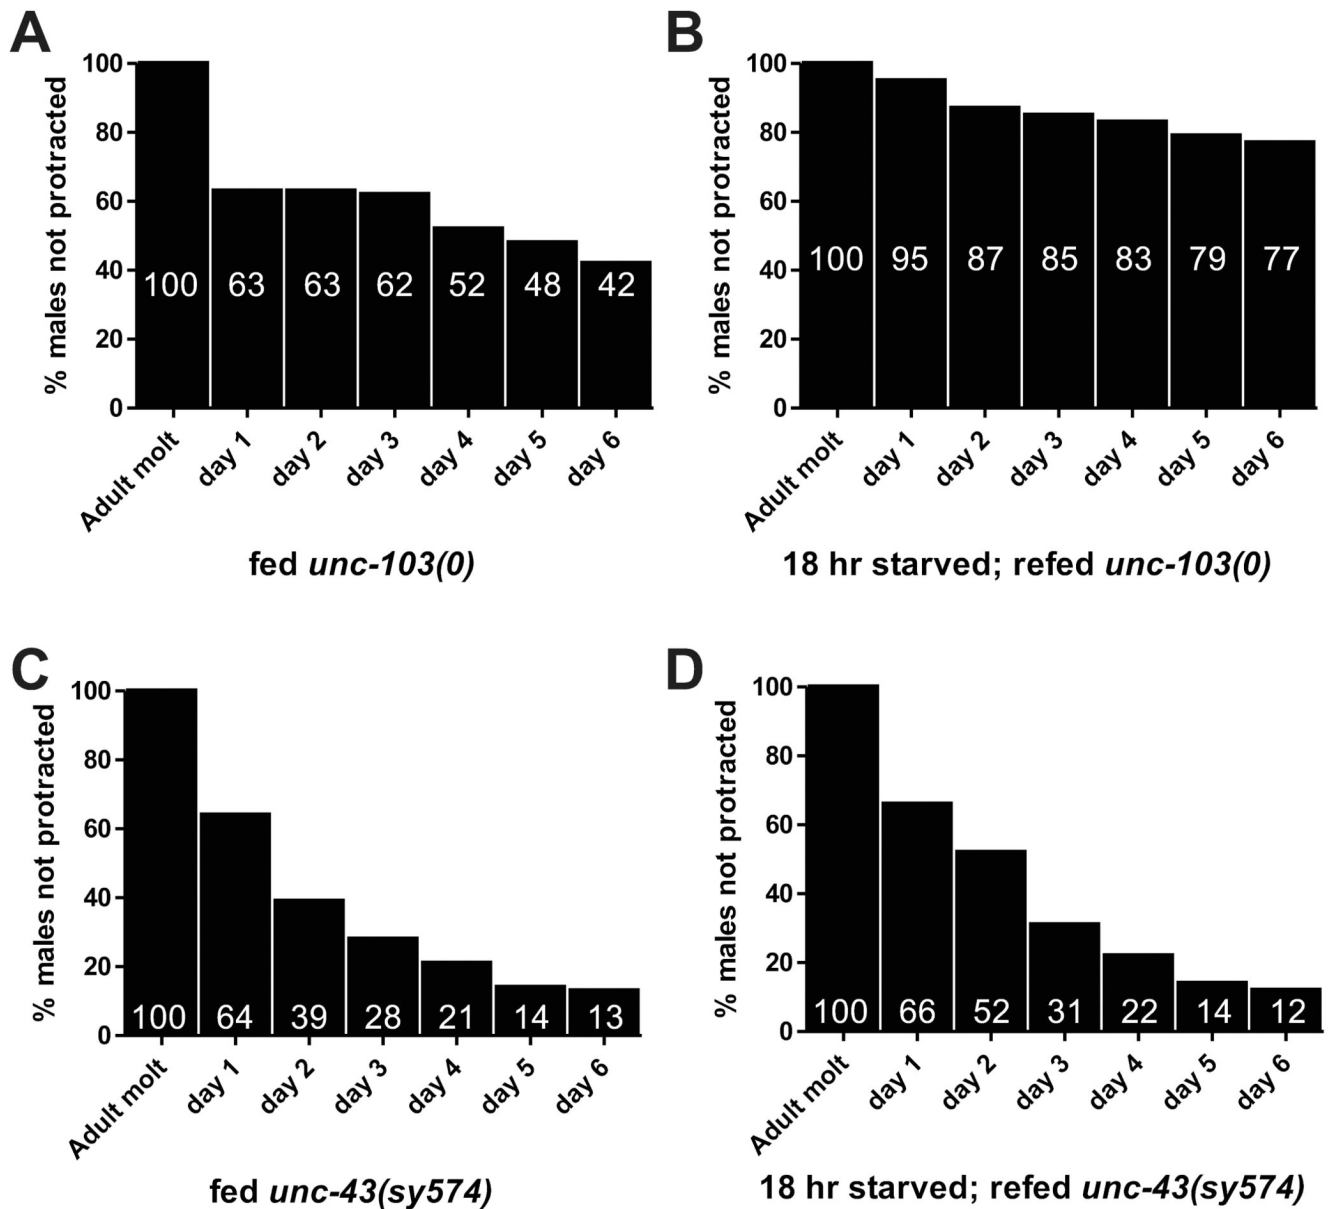 A
% males not protracted
100
80
60
40
20
0
100 63 63 62 52 48 42
Adult molt day 1 day 2 day 3 day 4 day 5 day 6
fed unc-103(0)
B
% males not protracted
100
80
60
40
20
0
100 95 87 85 83 79 77
Adult molt day 1 day 2 day 3 day 4 day 5 day 6
18 hr starved; refed unc-103(0)
C
% males not protracted
100
80
60
40
20
0
100 64 39 28 21 14 13
Adult molt day 1 day 2 day 3 day 4 day 5 day 6
fed unc-43(sy574)
D
% males not protracted
100
80
60
40
20
0
100 66 52 31 22 14 12
Adult molt day 1 day 2 day 3 day 4 day 5 day 6
18 hr starved; refed unc-43(sy574)